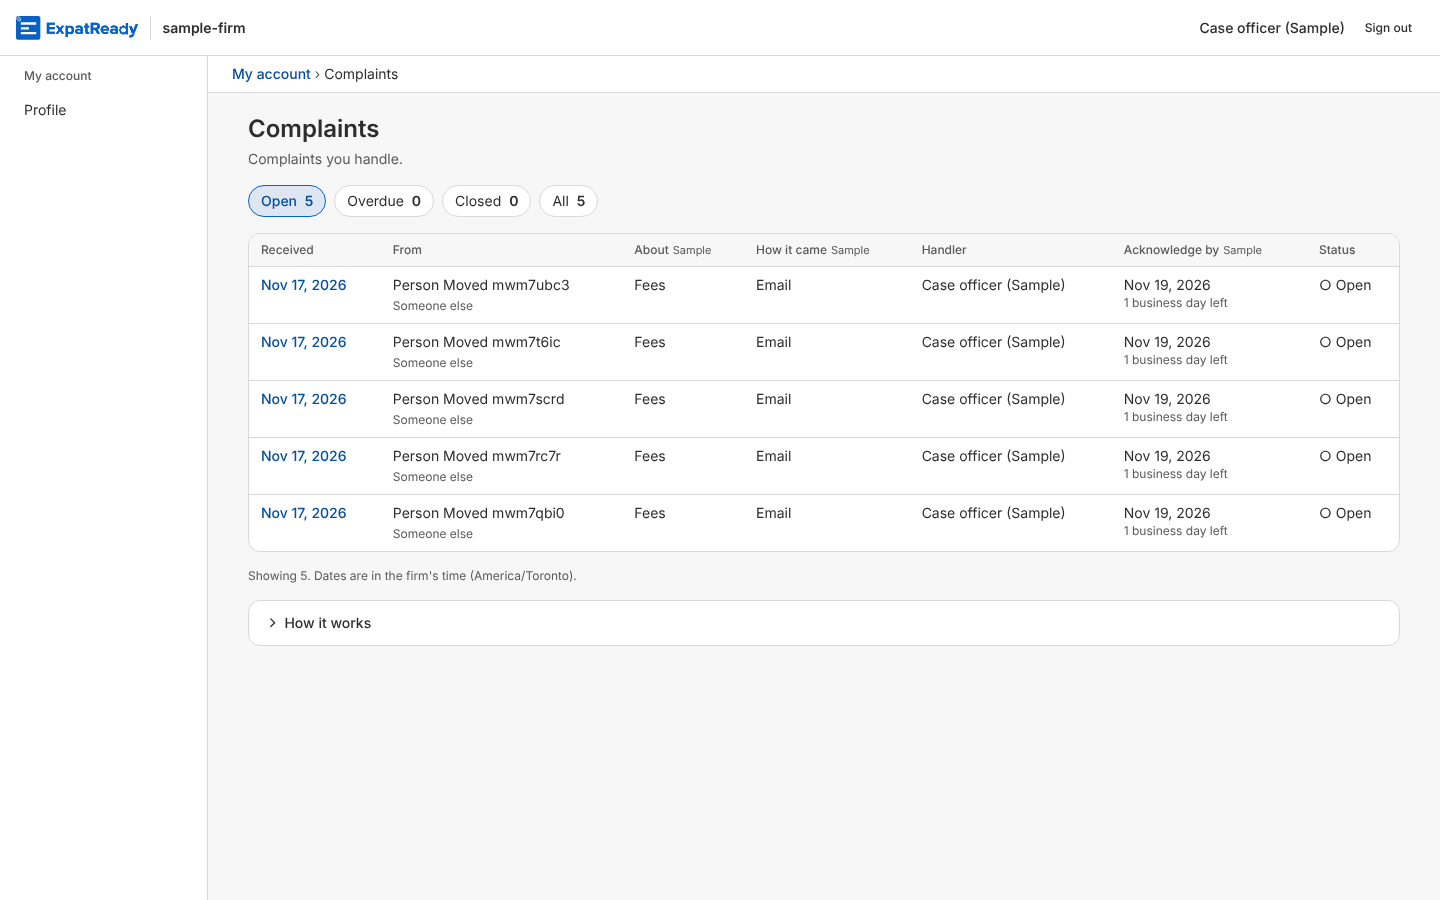 ExpatReady sample-firm Case officer (Sample) Sign out
My account
Profile
My account › Complaints
Complaints
Complaints you handle.
Open 5 Overdue 0 Closed 0 All 5
Received From About Sample How it came Sample Handler Acknowledge by Sample Status
Nov 17, 2026 Person Moved mwm7ubc3 Fees Email Case officer (Sample) Nov 19, 2026 Open
Someone else 1 business day left
Nov 17, 2026 Person Moved mwm7t6ic Fees Email Case officer (Sample) Nov 19, 2026 Open
Someone else 1 business day left
Nov 17, 2026 Person Moved mwm7scrd Fees Email Case officer (Sample) Nov 19, 2026 Open
Someone else 1 business day left
Nov 17, 2026 Person Moved mwm7rc7r Fees Email Case officer (Sample) Nov 19, 2026 Open
Someone else 1 business day left
Nov 17, 2026 Person Moved mwm7qbi0 Fees Email Case officer (Sample) Nov 19, 2026 Open
Someone else 1 business day left
Showing 5. Dates are in the firm's time (America/Toronto).
How it works